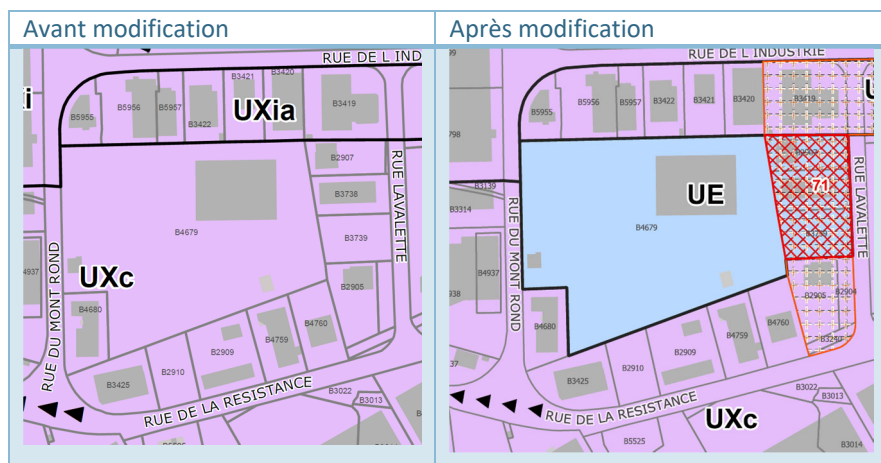 Avant modification
Après modification
RUE DE L IND
B3421
B3420
B5956
B5957
UXia
B3419
B5955
B3422
B2907
RUE LAVALETTE
B3738
B4679
B3739
4937
UXc
B2905
RUE DU MONT ROND
B4680
B4760
B4759
B2909
B2910
B3425
RUE DE LA RESISTANCE
B3022
B3013
RUE DE L INDUSTRIE
B5956
B5957
B3422
B3421
B3420
B3419
B5955
798
B3139
UE
71
RUE LAVALETTE
B3314
RUE DU MONT ROND
B4679
B4937
938
B2904
B2905
B4680
B4760
B4759
B3240
B2909
B2910
B3425
RUE DE LA RESISTANCE
B3022
B3013
UXc
B5525
B3014